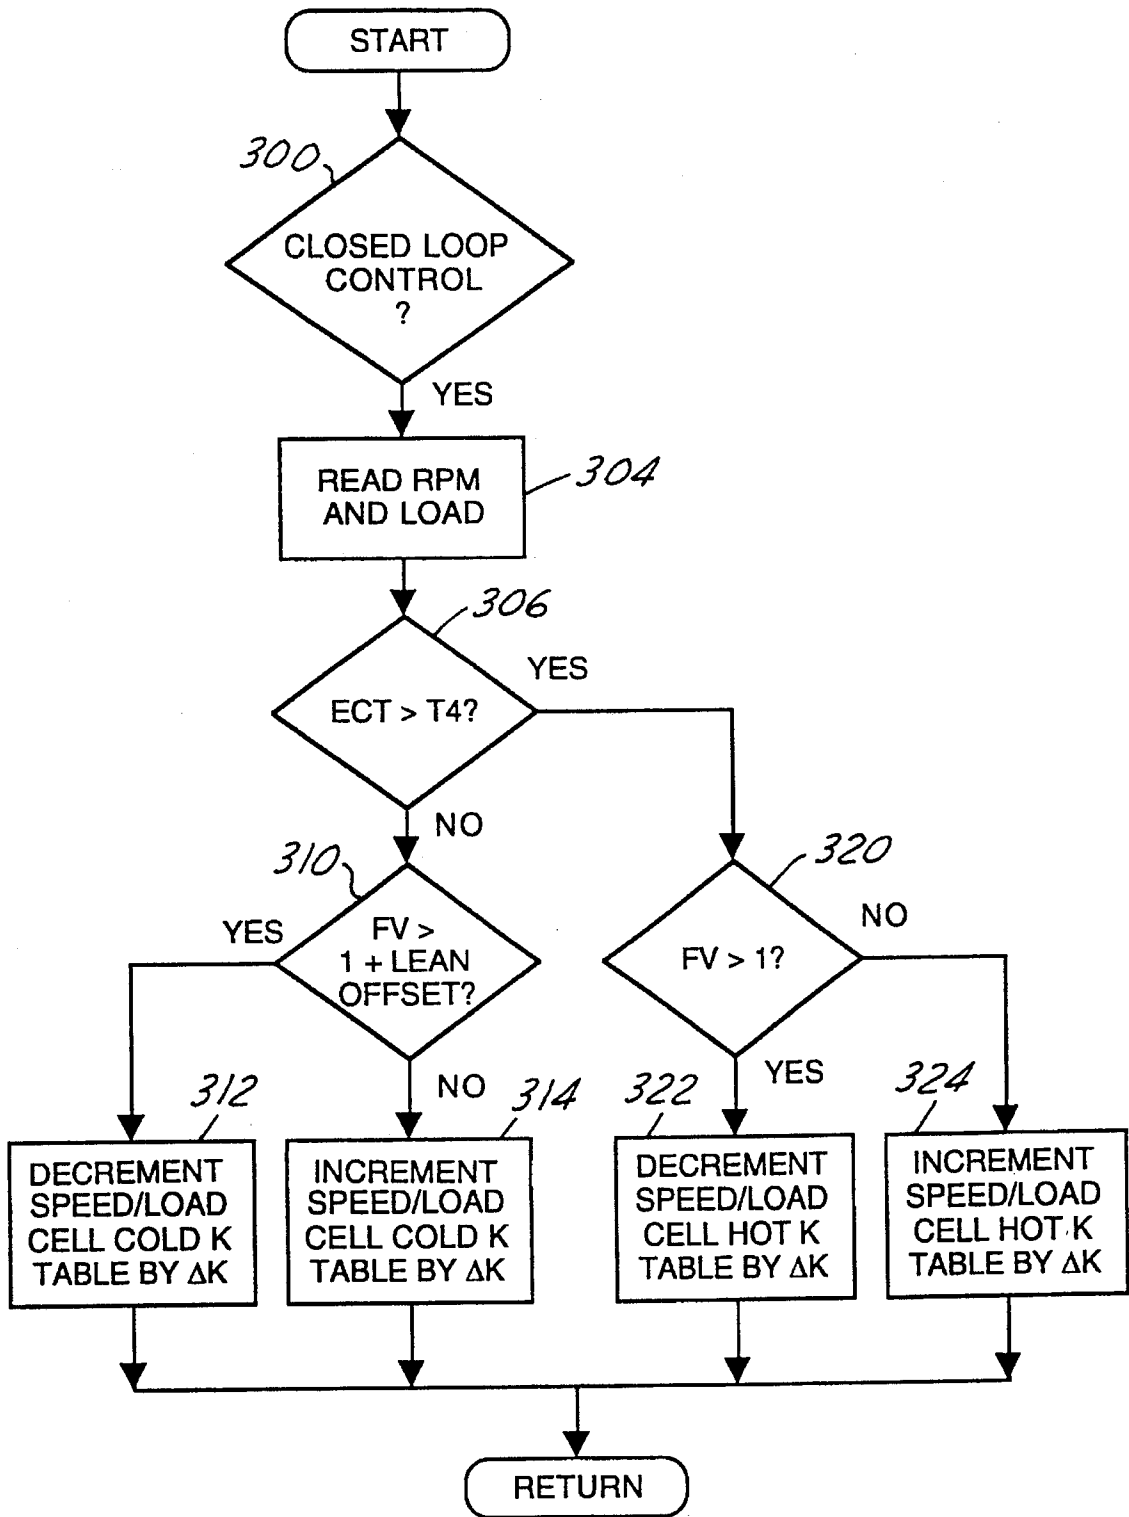 START
300
CLOSED LOOP
CONTROL
?
YES
READ RPM
AND LOAD
304
306
ECT > T4?
YES
NO
310
320
YES
FV >
1 + LEAN
OFFSET?
FV > 1?
NO
NO
YES
312
314
322
324
DECREMENT
SPEED/LOAD
CELL COLD K
TABLE BY ΔK
INCREMENT
SPEED/LOAD
CELL COLD K
TABLE BY ΔK
DECREMENT
SPEED/LOAD
CELL HOT K
TABLE BY ΔK
INCREMENT
SPEED/LOAD
CELL HOT K
TABLE BY ΔK
RETURN